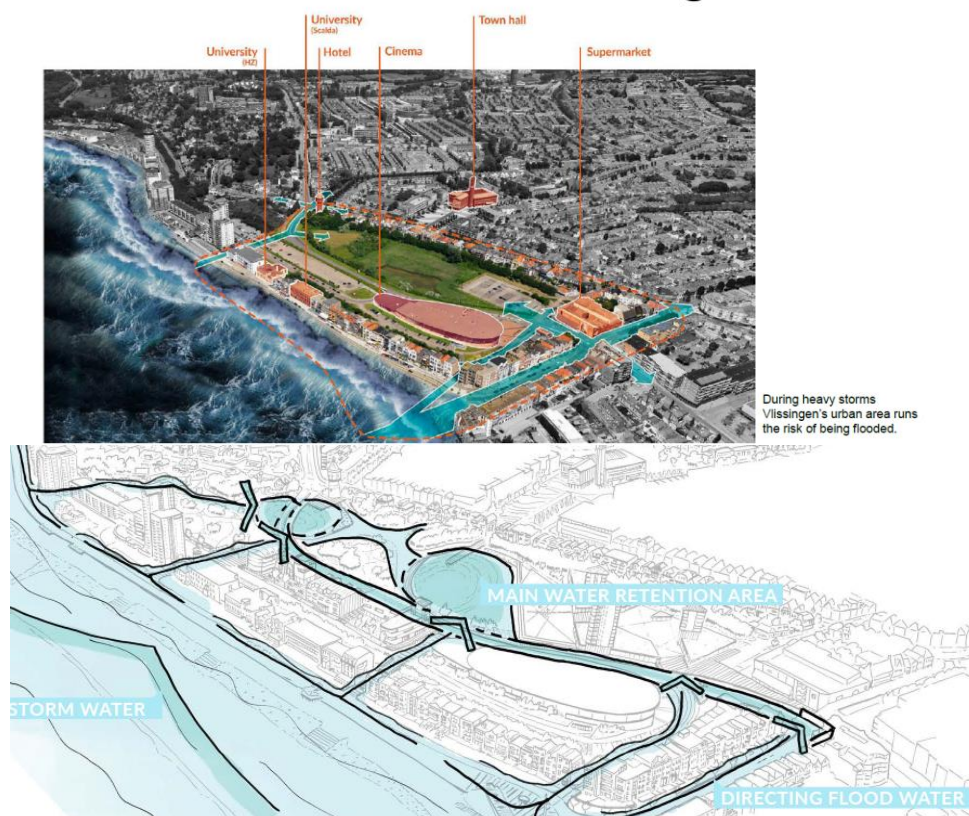 University
(Scalda)
Town hall
University
(HZ)
Hotel
Cinema
Supermarket
During heavy storms
Vlissingen's urban area runs
the risk of being flooded.
MAIN WATER RETENTION AREA
STORM WATER
DIRECTING FLOOD WATER